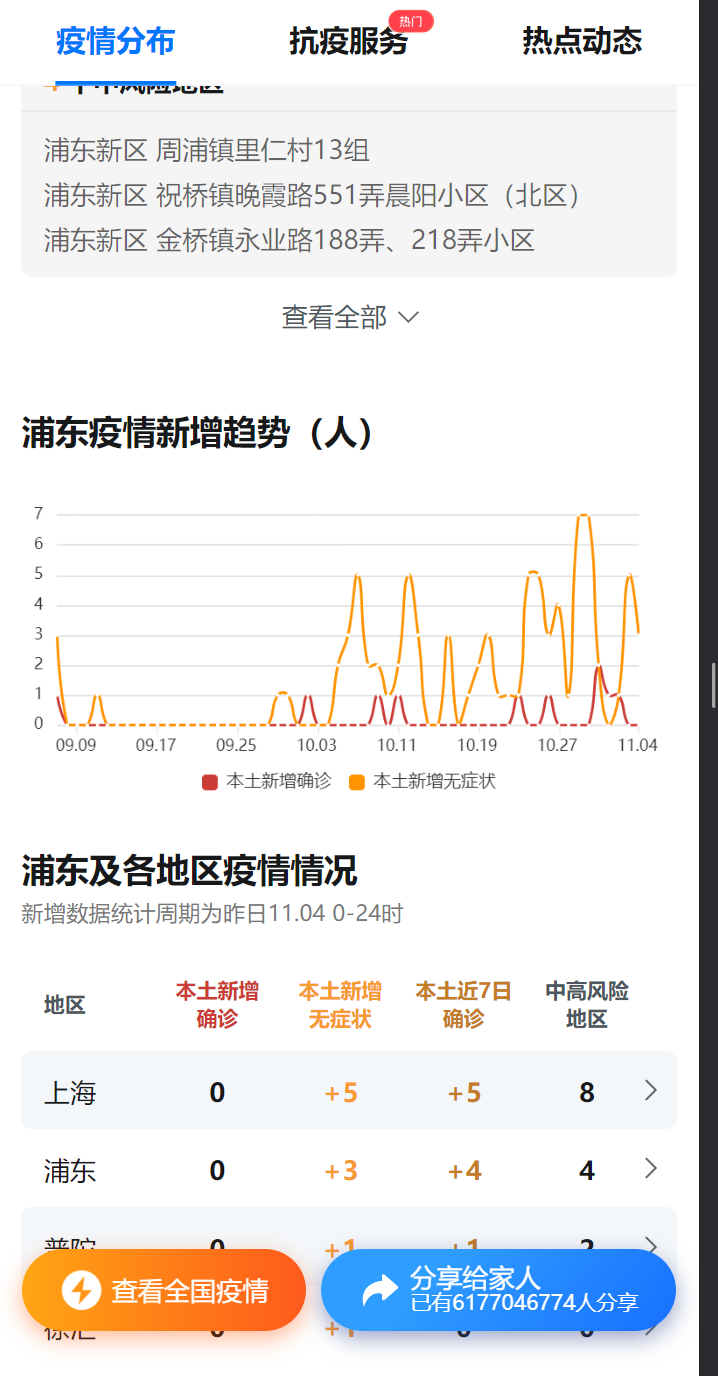 疫情分布
抗疫服务
热门
热点动态
浦东新区 周浦镇里仁村13组
浦东新区 祝桥镇晚霞路551弄晨阳小区（北区）
浦东新区 金桥镇永业路188弄、218弄小区
查看全部
浦东疫情新增趋势（人）
7
6
5
4
3
2
1
0
09.09 09.17 09.25 10.03 10.11 10.19 10.27 11.04
本土新增确诊 本土新增无症状
浦东及各地区疫情情况
新增数据统计周期为昨日11.04 0-24时
地区 本土新增确诊 本土新增无症状 本土近7日确诊 中高风险地区
上海 0 +5 +5 8
浦东 0 +3 +4 4
普陀 0 +1 +1 2
查看全国疫情
分享给家人
已有6177046774人分享